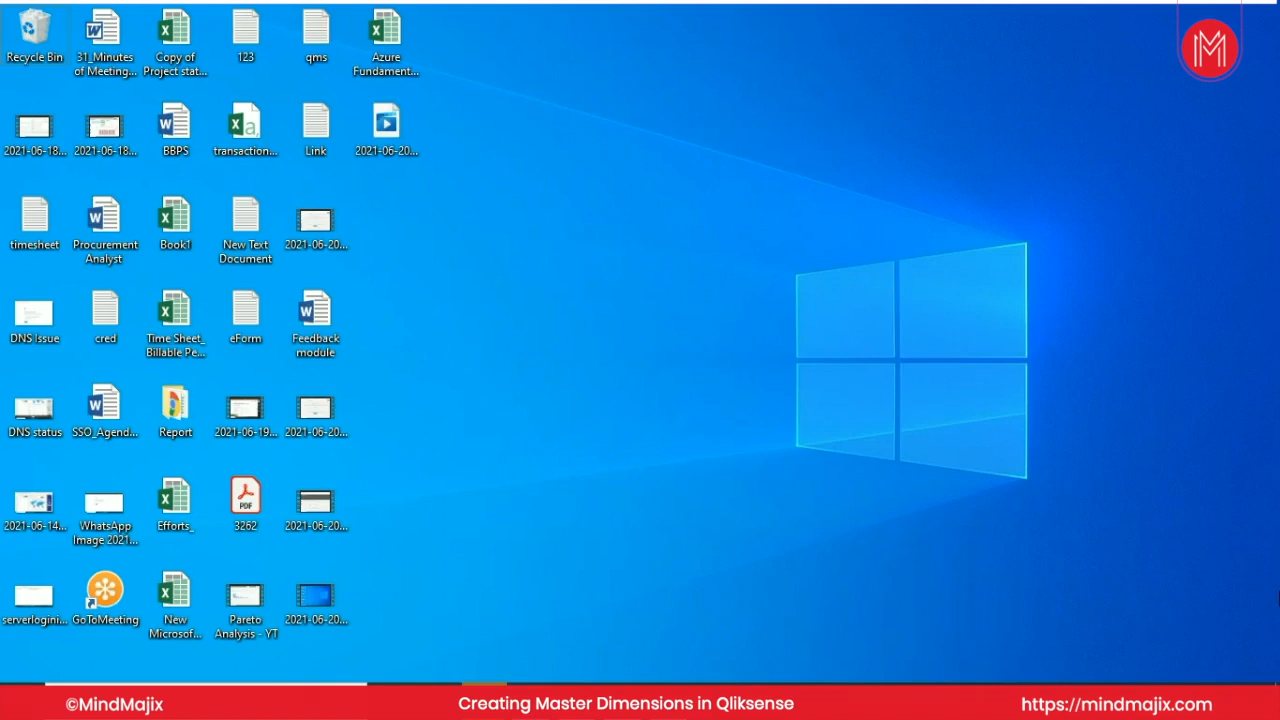 Recycle Bin
31_Minutes
of Meeting...
Copy of
Project stat...
123
qms
Azure
Fundament...
2021-06-18...
2021-06-18...
BBPS
transaction...
Link
2021-06-20...
timesheet
Procurement
Analyst
Book1
New Text
Document
2021-06-20...
DNS Issue
cred
Time Sheet_
Billable Pe...
eForm
Feedback
module
DNS status
SSO_Agend...
Report
2021-06-19...
2021-06-20...
2021-06-14...
WhatsApp
Image 2021...
Efforts_
PDF
3262
2021-06-20...
serverlogini...
GoToMeeting
New
Microsof...
Pareto
Analysis - YT
2021-06-20...
©MindMajix
Creating Master Dimensions in Qliksense
https://mindmajix.com